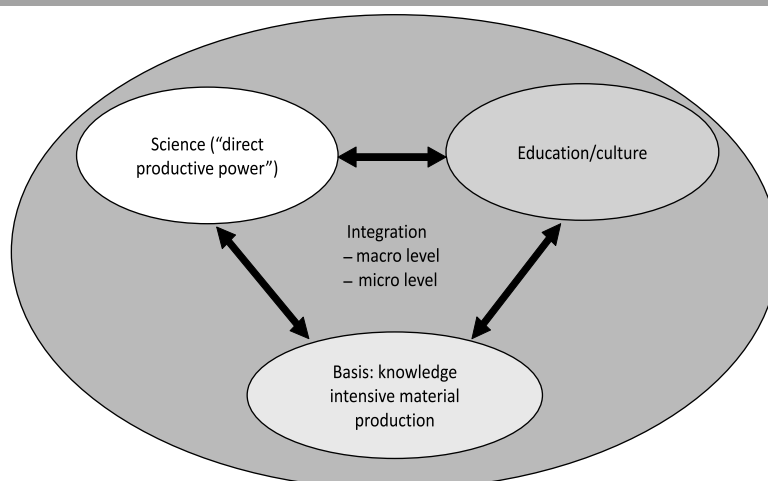 Science (“direct
productive power”)
Education/culture
Integration
– macro level
– micro level
Basis: knowledge
intensive material
production